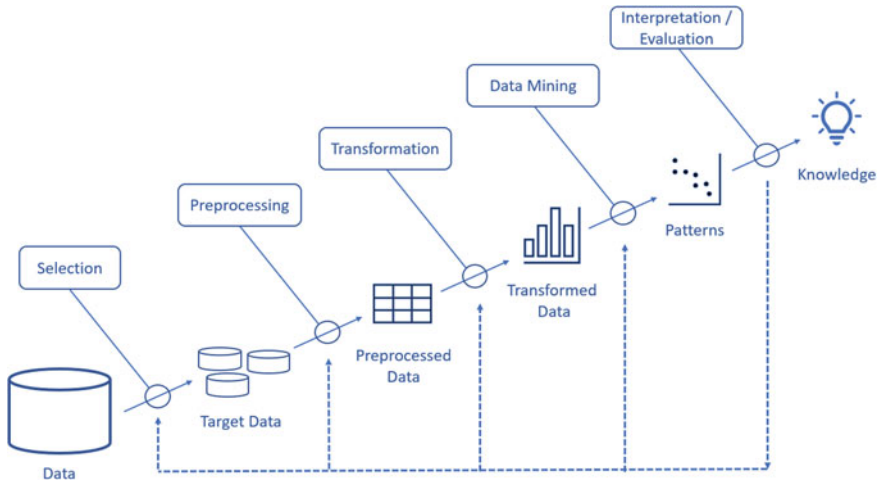 Interpretation /
Evaluation
Data Mining
Transformation
Knowledge
Preprocessing
Patterns
Selection
Transformed
Data
Preprocessed
Data
Target Data
Data